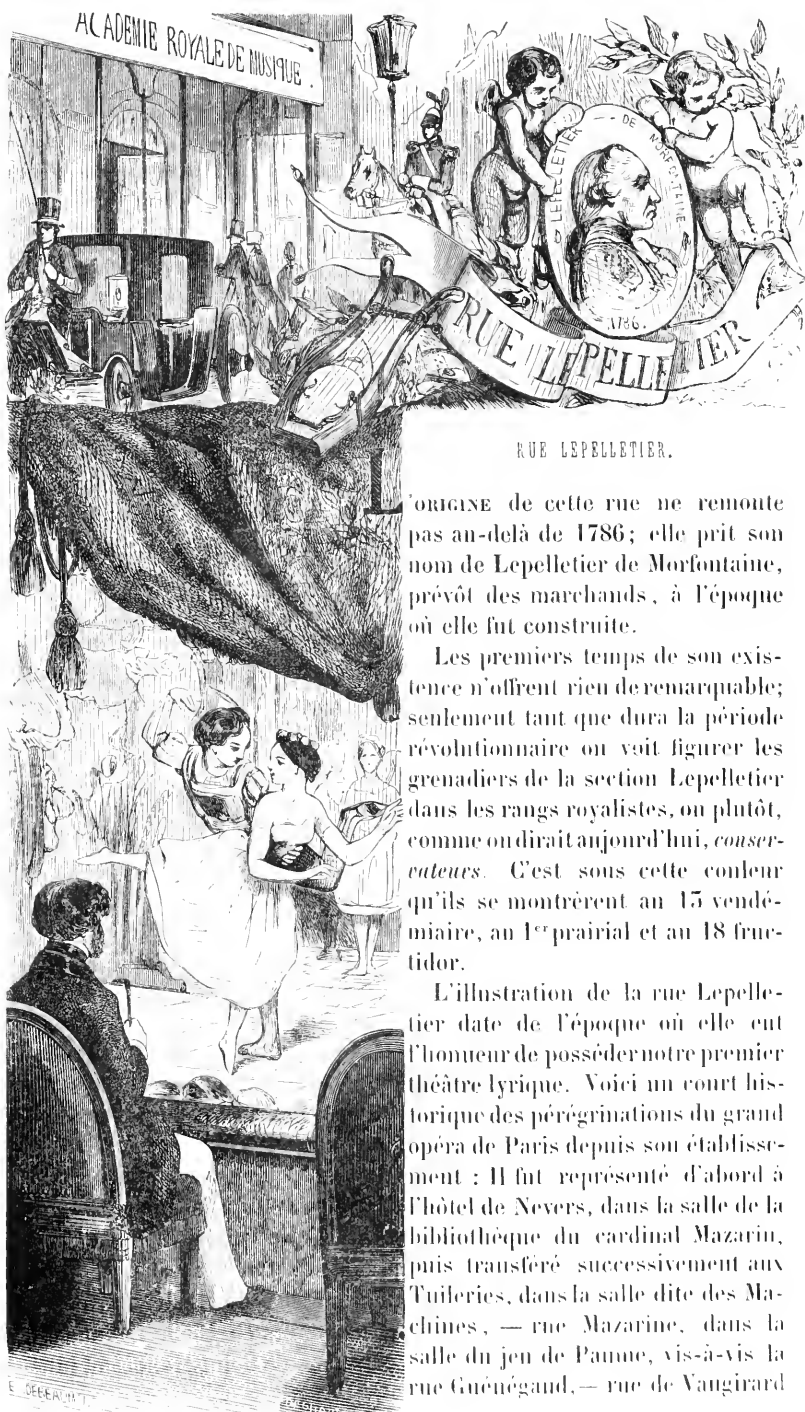 ACADEMIE ROYALE DE MUSIQUE.
LEPELLETIER - - DE MORFONTAINE
1786.
RUE LEPELLETIER
RUE LEPELLETIER.
L'ORIGINE de cette rue ne remonte
pas au-delà de 1786; elle prit son
nom de Lepelletier de Morfontaine,
prévôt des marchands, à l'époque
où elle fut construite.
Les premiers temps de son exis-
tence n'offrent rien de remarquable;
seulement tant que dura la période
révolutionnaire on voit figurer les
grenadiers de la section Lepelletier
dans les rangs royalistes, ou plutôt,
comme on dirait aujourd'hui, conser-
vateurs. C'est sous cette couleur
qu'ils se montrèrent au 13 vendé-
miaire, au 1er prairial et au 18 fruc-
tidor.
L'illustration de la rue Lepelle-
tier date de l'époque où elle eut
l'honneur de posséder notre premier
théâtre lyrique. Voici un court his-
torique des pérégrinations du grand
opéra de Paris depuis son établisse-
ment : Il fut représenté d'abord à
l'hôtel de Nevers, dans la salle de la
bibliothèque du cardinal Mazarin,
puis transféré successivement aux
Tuileries, dans la salle dite des Ma-
chines, — rue Mazarine, dans la
salle du jeu de Paume, vis-à-vis la
rue Guénégaud, — rue de Vaugirard